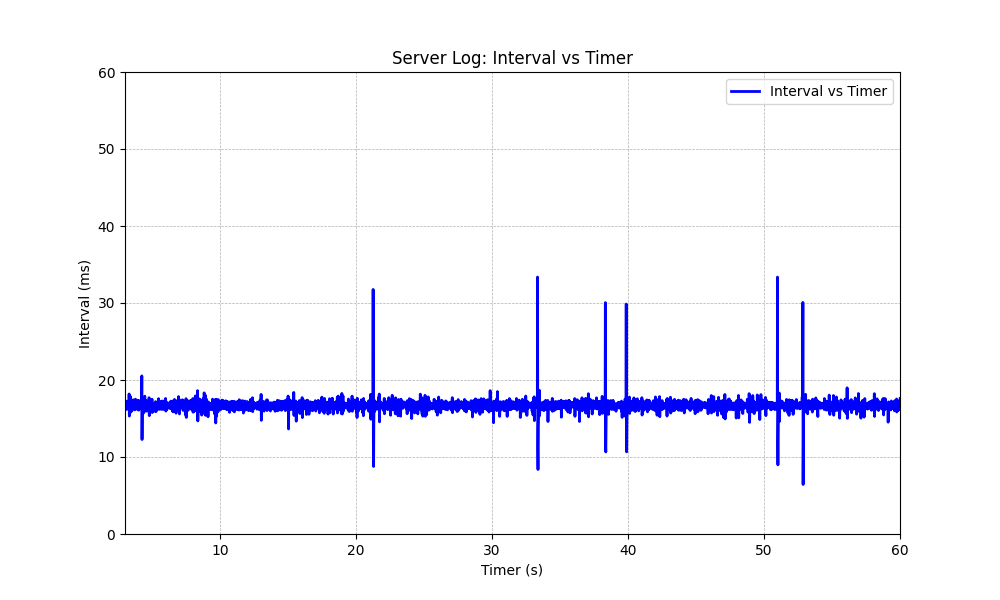 Server Log: Interval vs Timer
60
Interval vs Timer
50
40
30
20
10
0
Interval (ms)
10 20 30 40 50 60
Timer (s)